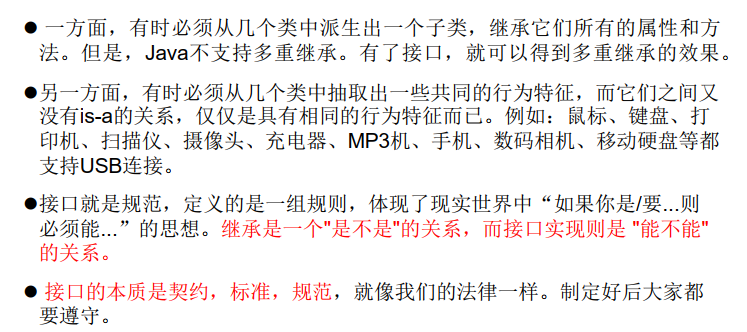 ● 一方面，有时必须从几个类中派生出一个子类，继承它们所有的属性和方
法。但是，Java不支持多重继承。有了接口，就可以得到多重继承的效果。
●另一方面，有时必须从几个类中抽取出一些共同的行为特征，而它们之间又
没有is-a的关系，仅仅是具有相同的行为特征而已。例如：鼠标、键盘、打
印机、扫描仪、摄像头、充电器、MP3机、手机、数码相机、移动硬盘等都
支持USB连接。
●接口就是规范，定义的是一组规则，体现了现实世界中“如果你是/要...则
必须能...”的思想。继承是一个"是不是"的关系，而接口实现则是 "能不能"
的关系。
● 接口的本质是契约，标准，规范，就像我们的法律一样。制定好后大家都
要遵守。